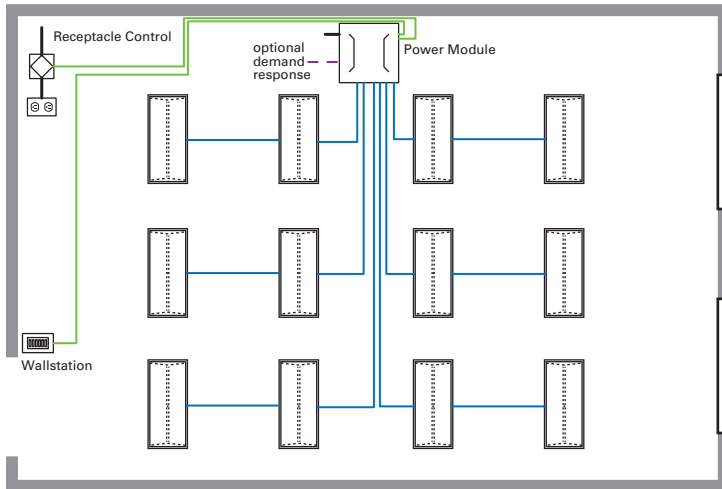 Receptacle Control
optional
demand
response
Power Module
Wallstation